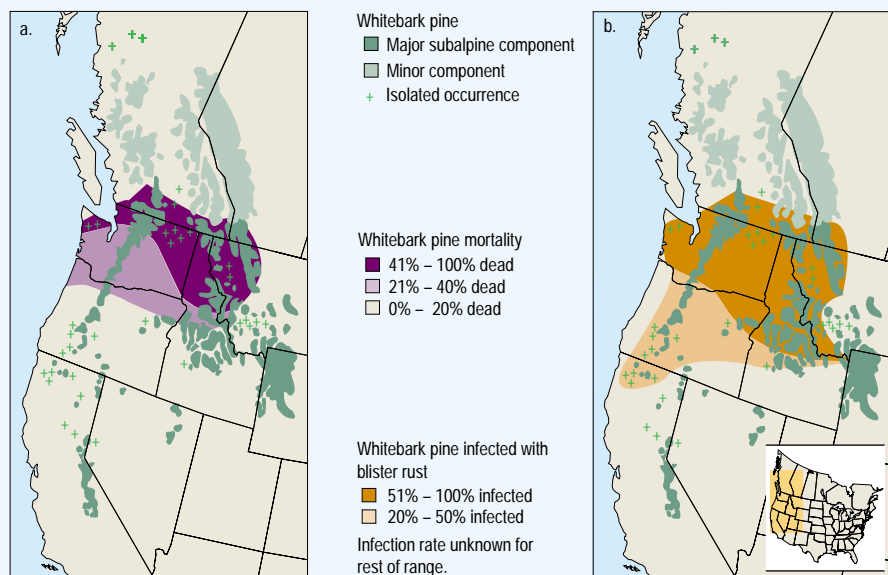 a.
Whitebark pine
Major subalpine component
Minor component
Isolated occurrence
Whitebark pine mortality
41% – 100% dead
21% – 40% dead
0% – 20% dead
Whitebark pine infected with
blister rust
51% – 100% infected
20% – 50% infected
Infection rate unknown for
rest of range.
b.